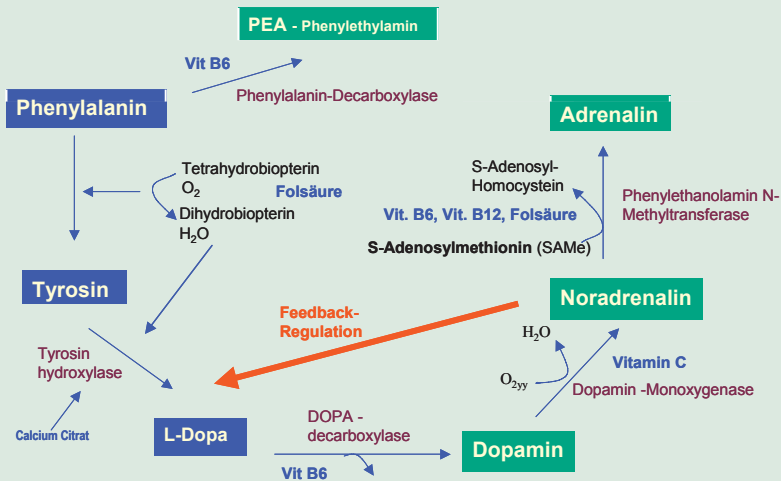 PEA - Phenylethylamin
Vit B6
Phenylalanin-Decarboxylase
Phenylalanin
Adrenalin
Tetrahydrobiopterin
O2
Folsäure
Dihydrobiopterin
H2O
S-Adenosyl-
Homocystein
Phenylethanolamin N-
Methyltransferase
Vit. B6, Vit. B12, Folsäure
S-Adenosylmethionin (SAMe)
Tyrosin
Noradrenalin
Feedback-
Regulation
H2O
Tyrosin
hydroxylase
Vitamin C
O2yy
Dopamin -Monoxygenase
Calcium Citrat
L-Dopa
DOPA -
decarboxylase
Dopamin
Vit B6